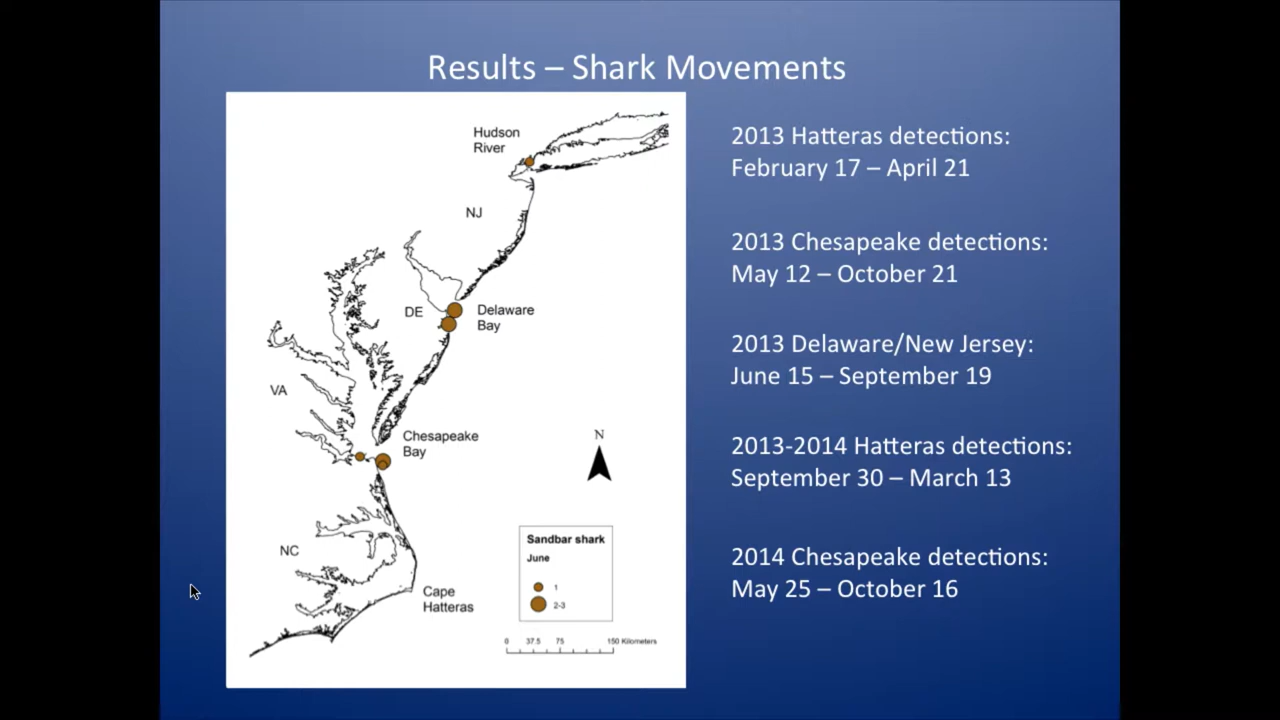 Results – Shark Movements
Hudson
River
NJ
DE
Delaware
Bay
VA
Chesapeake
Bay
N
NC
Cape
Hatteras
Sandbar shark
June
1
2-3
0 37.5 75 150 Kilometers
2013 Hatteras detections:
February 17 – April 21
2013 Chesapeake detections:
May 12 – October 21
2013 Delaware/New Jersey:
June 15 – September 19
2013-2014 Hatteras detections:
September 30 – March 13
2014 Chesapeake detections:
May 25 – October 16